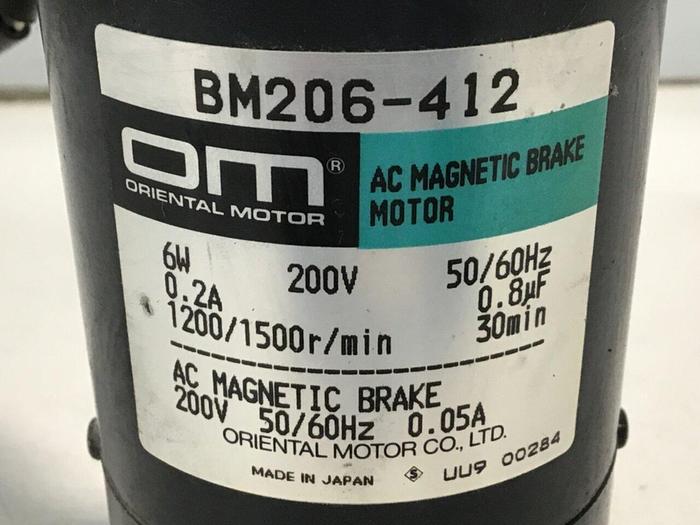 BM206-412
om®
ORIENTAL MOTOR
AC MAGNETIC BRAKE
MOTOR
6W 200V 50/60Hz
0.2A 0.8µF
1200/1500r/min 30min
AC MAGNETIC BRAKE
200V 50/60Hz 0.05A
ORIENTAL MOTOR CO., LTD.
MADE IN JAPAN S UU9 00284